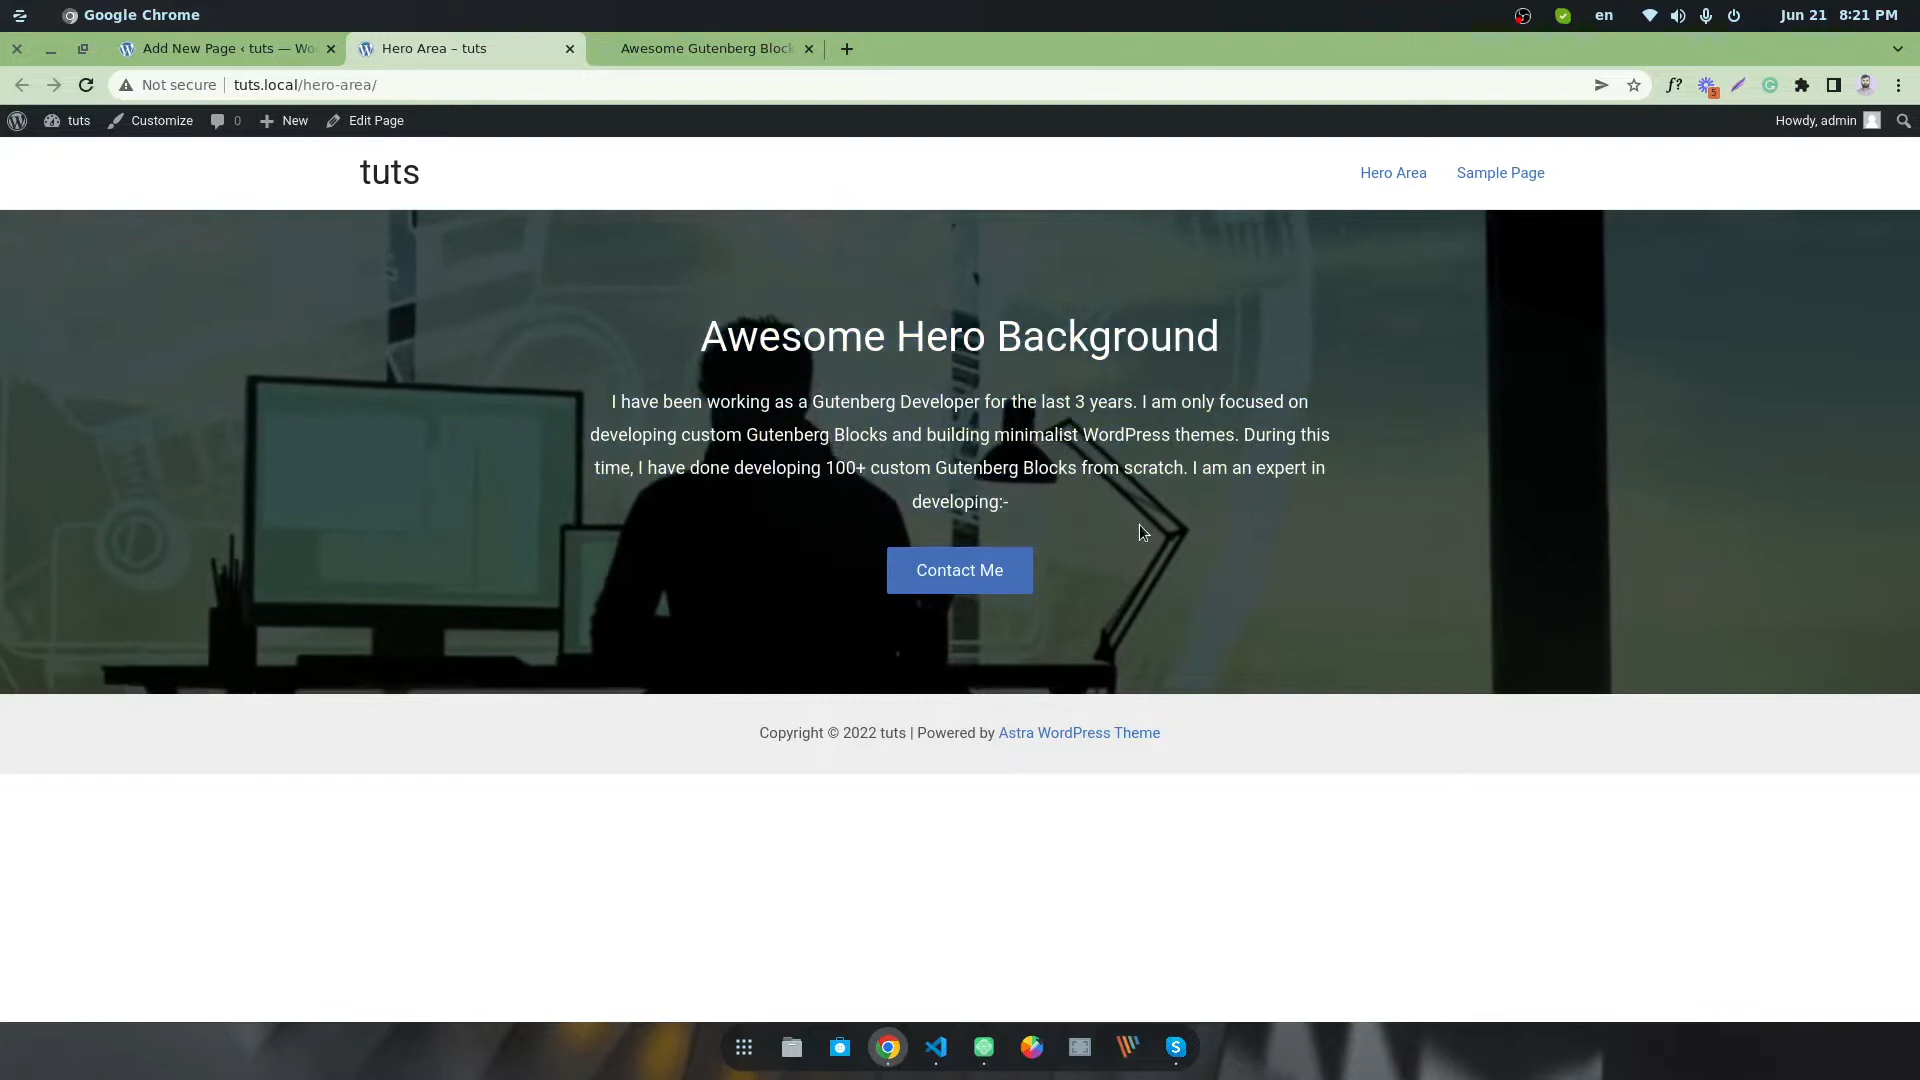 Google Chrome
en
Jun 21 8:21 PM
Add New Page ‹ tuts — Wo
Hero Area – tuts
Awesome Gutenberg Block
Not secure
tuts.local/hero-area/
f?
5
tuts
Customize
0
New
Edit Page
Howdy, admin
tuts
Hero Area
Sample Page
Awesome Hero Background
I have been working as a Gutenberg Developer for the last 3 years. I am only focused on
developing custom Gutenberg Blocks and building minimalist WordPress themes. During this
time, I have done developing 100+ custom Gutenberg Blocks from scratch. I am an expert in
developing:-
Contact Me
Copyright © 2022 tuts | Powered by Astra WordPress Theme